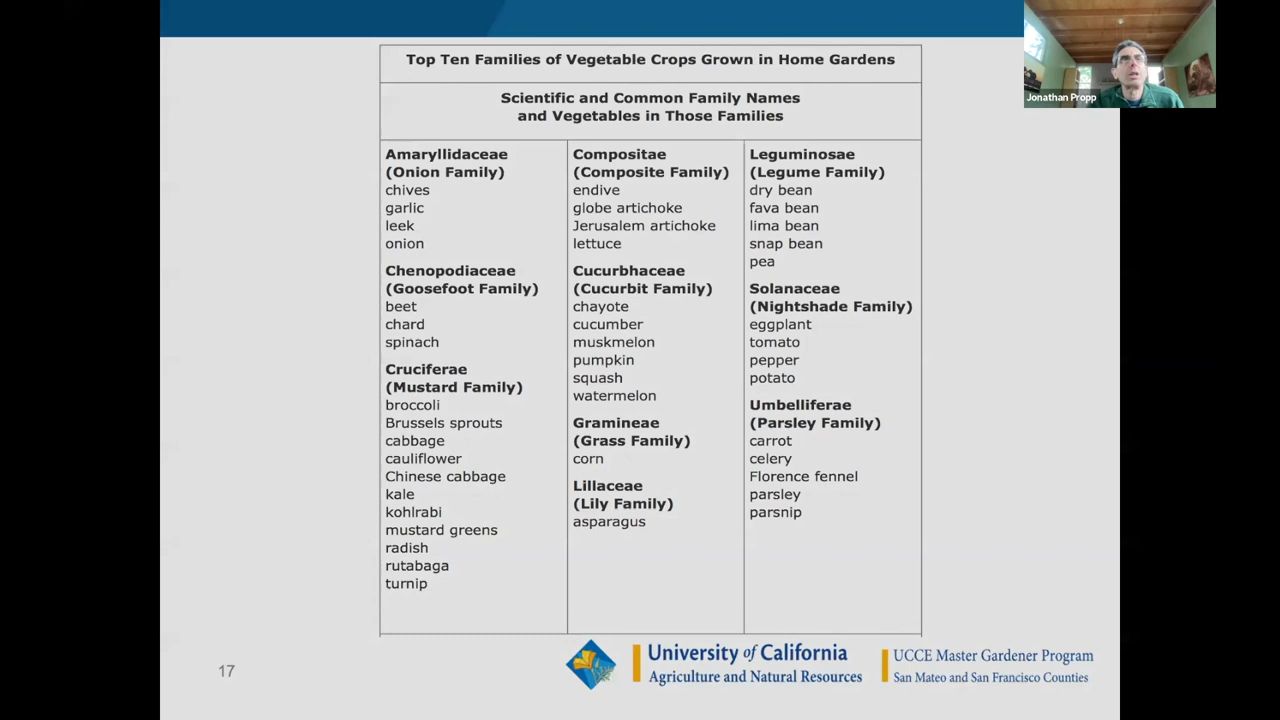 Top Ten Families of Vegetable Crops Grown in Home Gardens
Scientific and Common Family Names
and Vegetables in Those Families
Amaryllidaceae
(Onion Family)
chives
garlic
leek
onion
Chenopodiaceae
(Goosefoot Family)
beet
chard
spinach
Cruciferae
(Mustard Family)
broccoli
Brussels sprouts
cabbage
cauliflower
Chinese cabbage
kale
kohlrabi
mustard greens
radish
rutabaga
turnip
Compositae
(Composite Family)
endive
globe artichoke
Jerusalem artichoke
lettuce
Cucurbhaceae
(Cucurbit Family)
chayote
cucumber
muskmelon
pumpkin
squash
watermelon
Gramineae
(Grass Family)
corn
Lillaceae
(Lily Family)
asparagus
Leguminosae
(Legume Family)
dry bean
fava bean
lima bean
snap bean
pea
Solanaceae
(Nightshade Family)
eggplant
tomato
pepper
potato
Umbelliferae
(Parsley Family)
carrot
celery
Florence fennel
parsley
parsnip
Jonathan Propp
17
University of California
Agriculture and Natural Resources
UCCE Master Gardener Program
San Mateo and San Francisco Counties